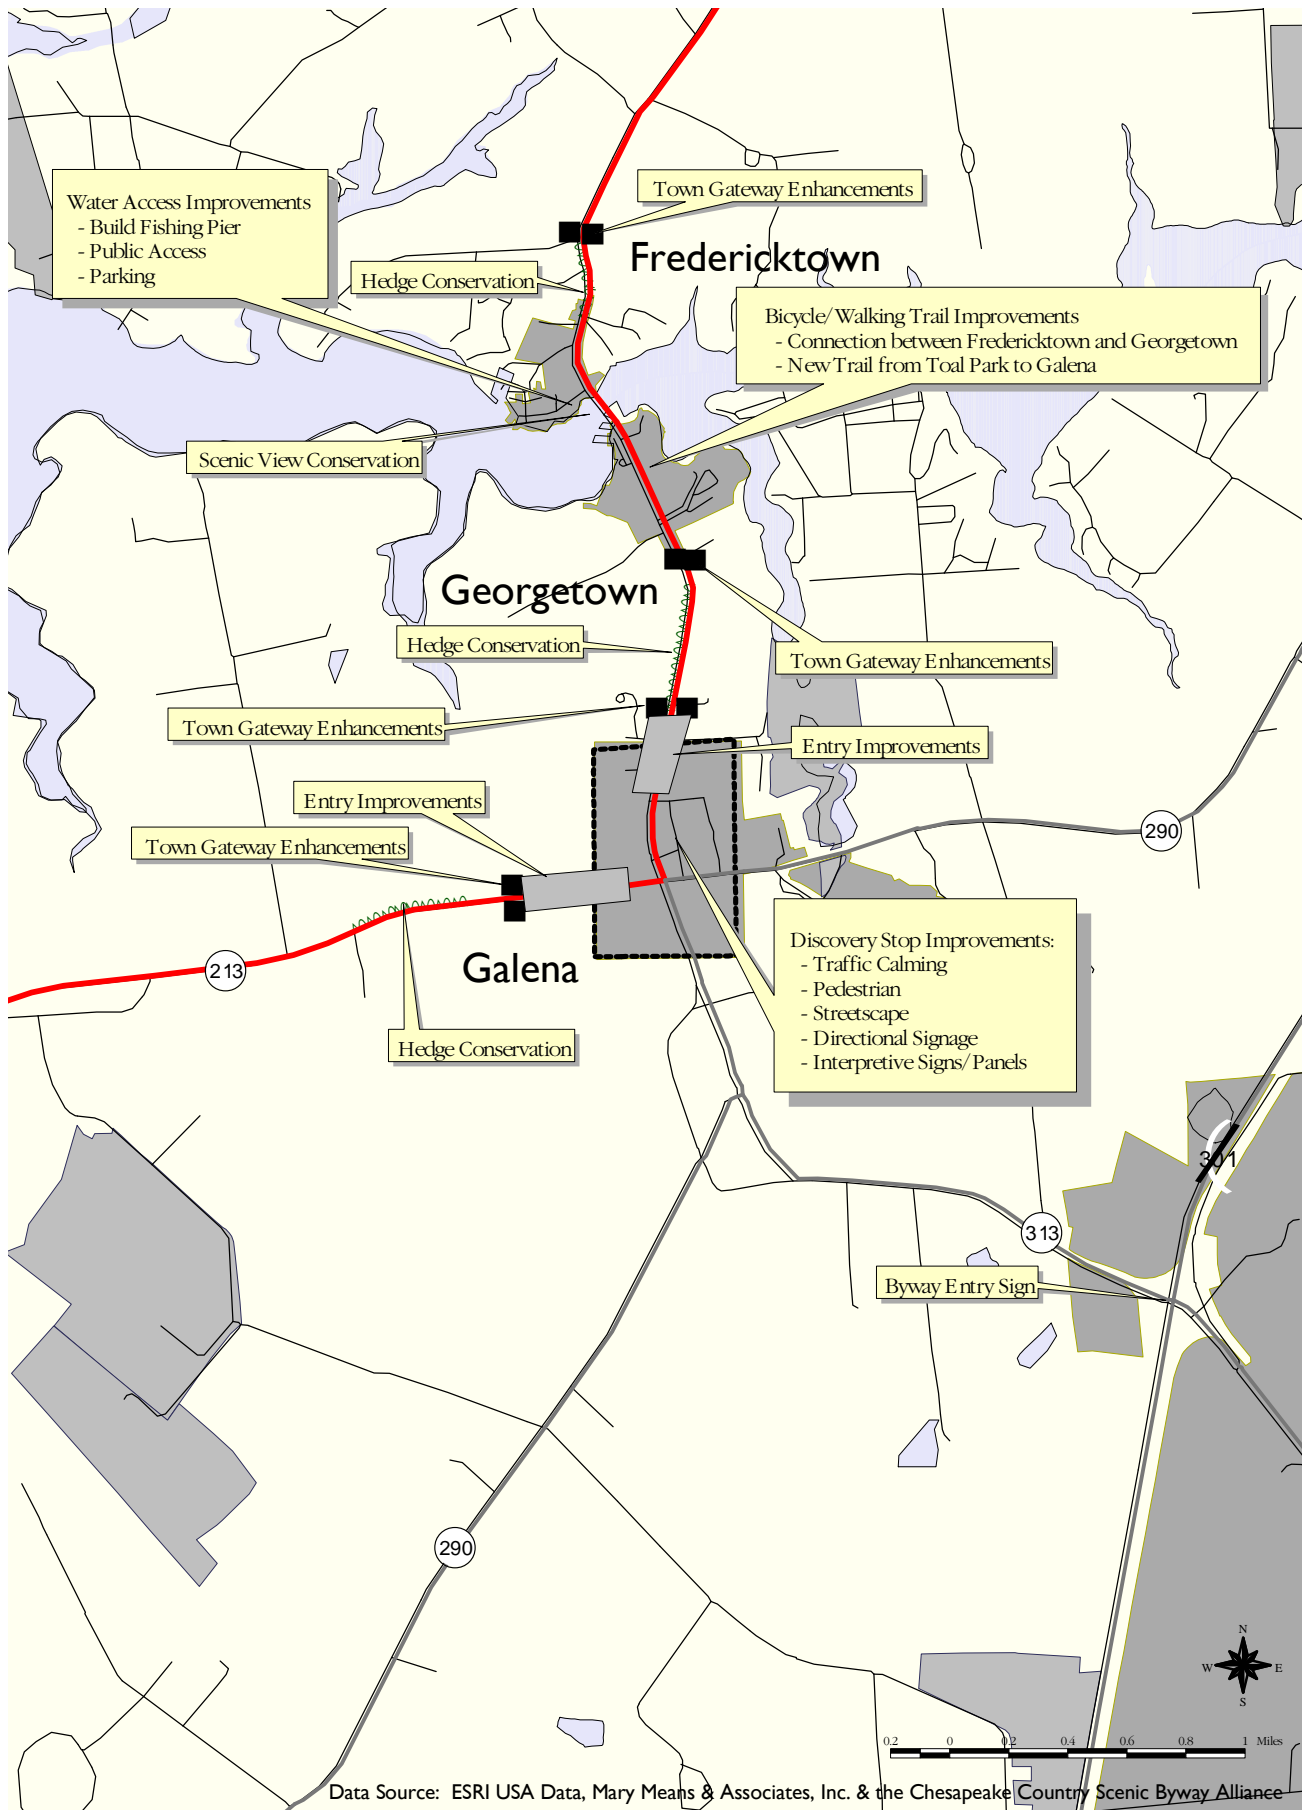 Town Gateway Enhancements
Water Access Improvements
- Build Fishing Pier
- Public Access
- Parking
Fredericktown
Hedge Conservation
Bicycle/Walking Trail Improvements
- Connection between Fredericktown and Georgetown
- New Trail from Toal Park to Galena
Scenic View Conservation
Georgetown
Hedge Conservation
Town Gateway Enhancements
Town Gateway Enhancements
Entry Improvements
Entry Improvements
Town Gateway Enhancements
290
Discovery Stop Improvements:
- Traffic Calming
- Pedestrian
- Streetscape
- Directional Signage
- Interpretive Signs/Panels
Galena
213
Hedge Conservation
301
313
Byway Entry Sign
290
N
W E
S
0.2 0 0.2 0.4 0.6 0.8 1 Miles
Data Source: ESRI USA Data, Mary Means & Associates, Inc. & the Chesapeake Country Scenic Byway Alliance